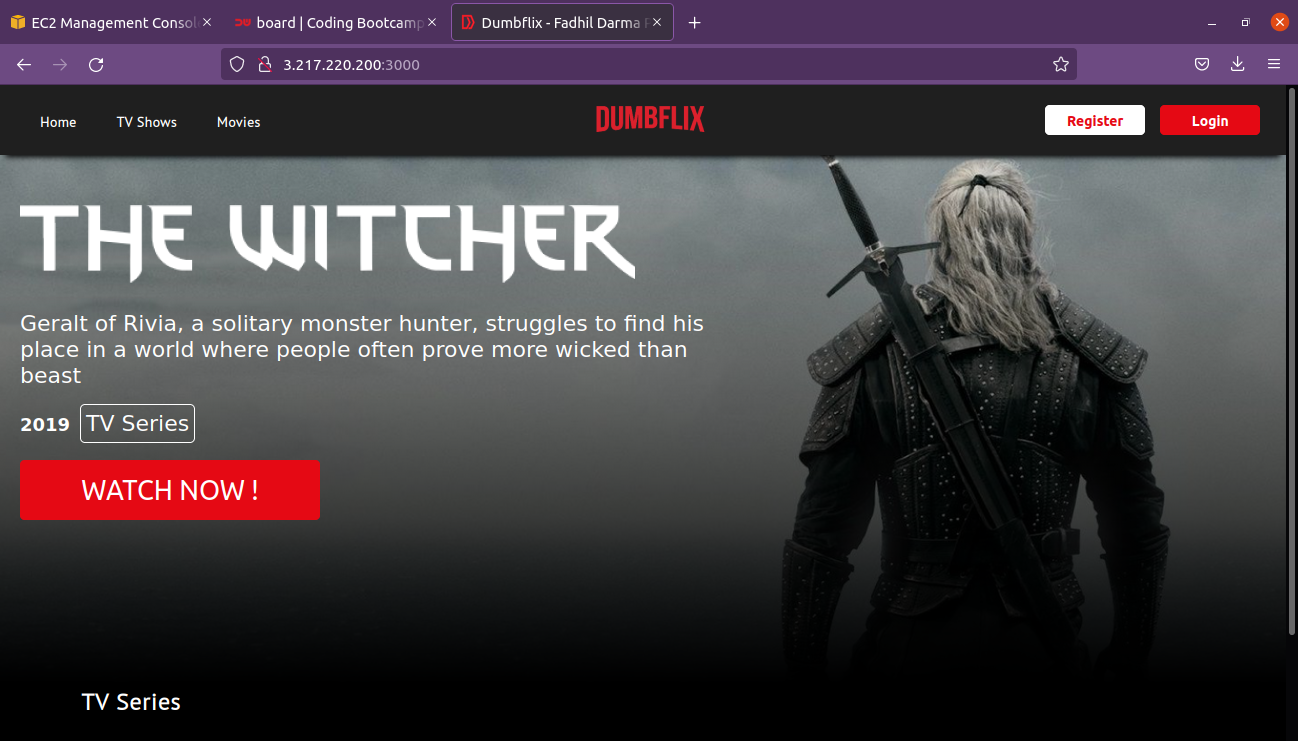 EC2 Management Consol
board | Coding Bootcamp
Dumbflix - Fadhil Darma
3.217.220.200:3000
Home
TV Shows
Movies
DUMBFLIX
Register
Login
THE WITCHER
Geralt of Rivia, a solitary monster hunter, struggles to find his
place in a world where people often prove more wicked than
beast
2019
TV Series
WATCH NOW !
TV Series